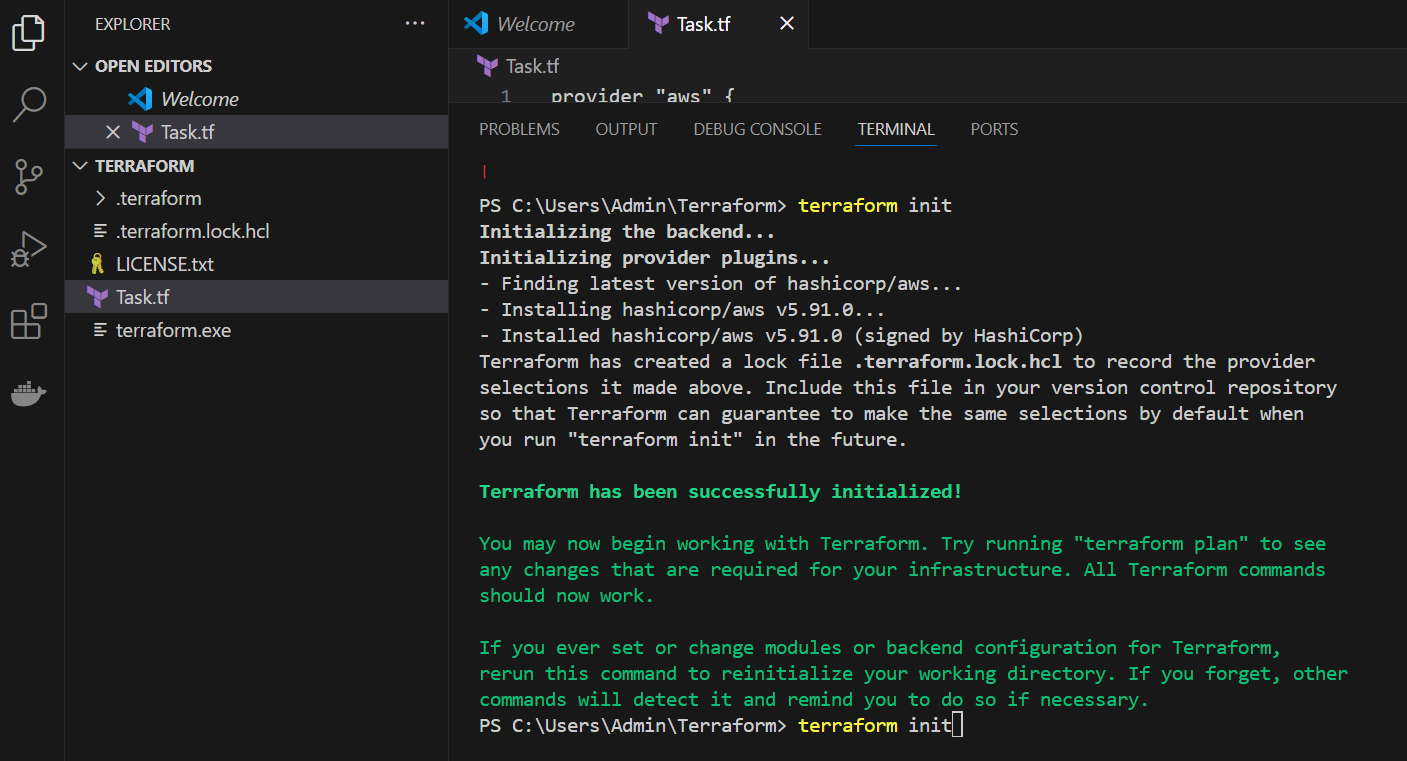 EXPLORER
···
OPEN EDITORS
Welcome
Task.tf
TERRAFORM
.terraform
.terraform.lock.hcl
LICENSE.txt
Task.tf
terraform.exe
Welcome
Task.tf
Task.tf
1 provider "aws" {
PROBLEMS OUTPUT DEBUG CONSOLE TERMINAL PORTS
PS C:\Users\Admin\Terraform> terraform init
Initializing the backend...
Initializing provider plugins...
- Finding latest version of hashicorp/aws...
- Installing hashicorp/aws v5.91.0...
- Installed hashicorp/aws v5.91.0 (signed by HashiCorp)
Terraform has created a lock file .terraform.lock.hcl to record the provider
selections it made above. Include this file in your version control repository
so that Terraform can guarantee to make the same selections by default when
you run "terraform init" in the future.
Terraform has been successfully initialized!
You may now begin working with Terraform. Try running "terraform plan" to see
any changes that are required for your infrastructure. All Terraform commands
should now work.
If you ever set or change modules or backend configuration for Terraform,
rerun this command to reinitialize your working directory. If you forget, other
commands will detect it and remind you to do so if necessary.
PS C:\Users\Admin\Terraform> terraform init